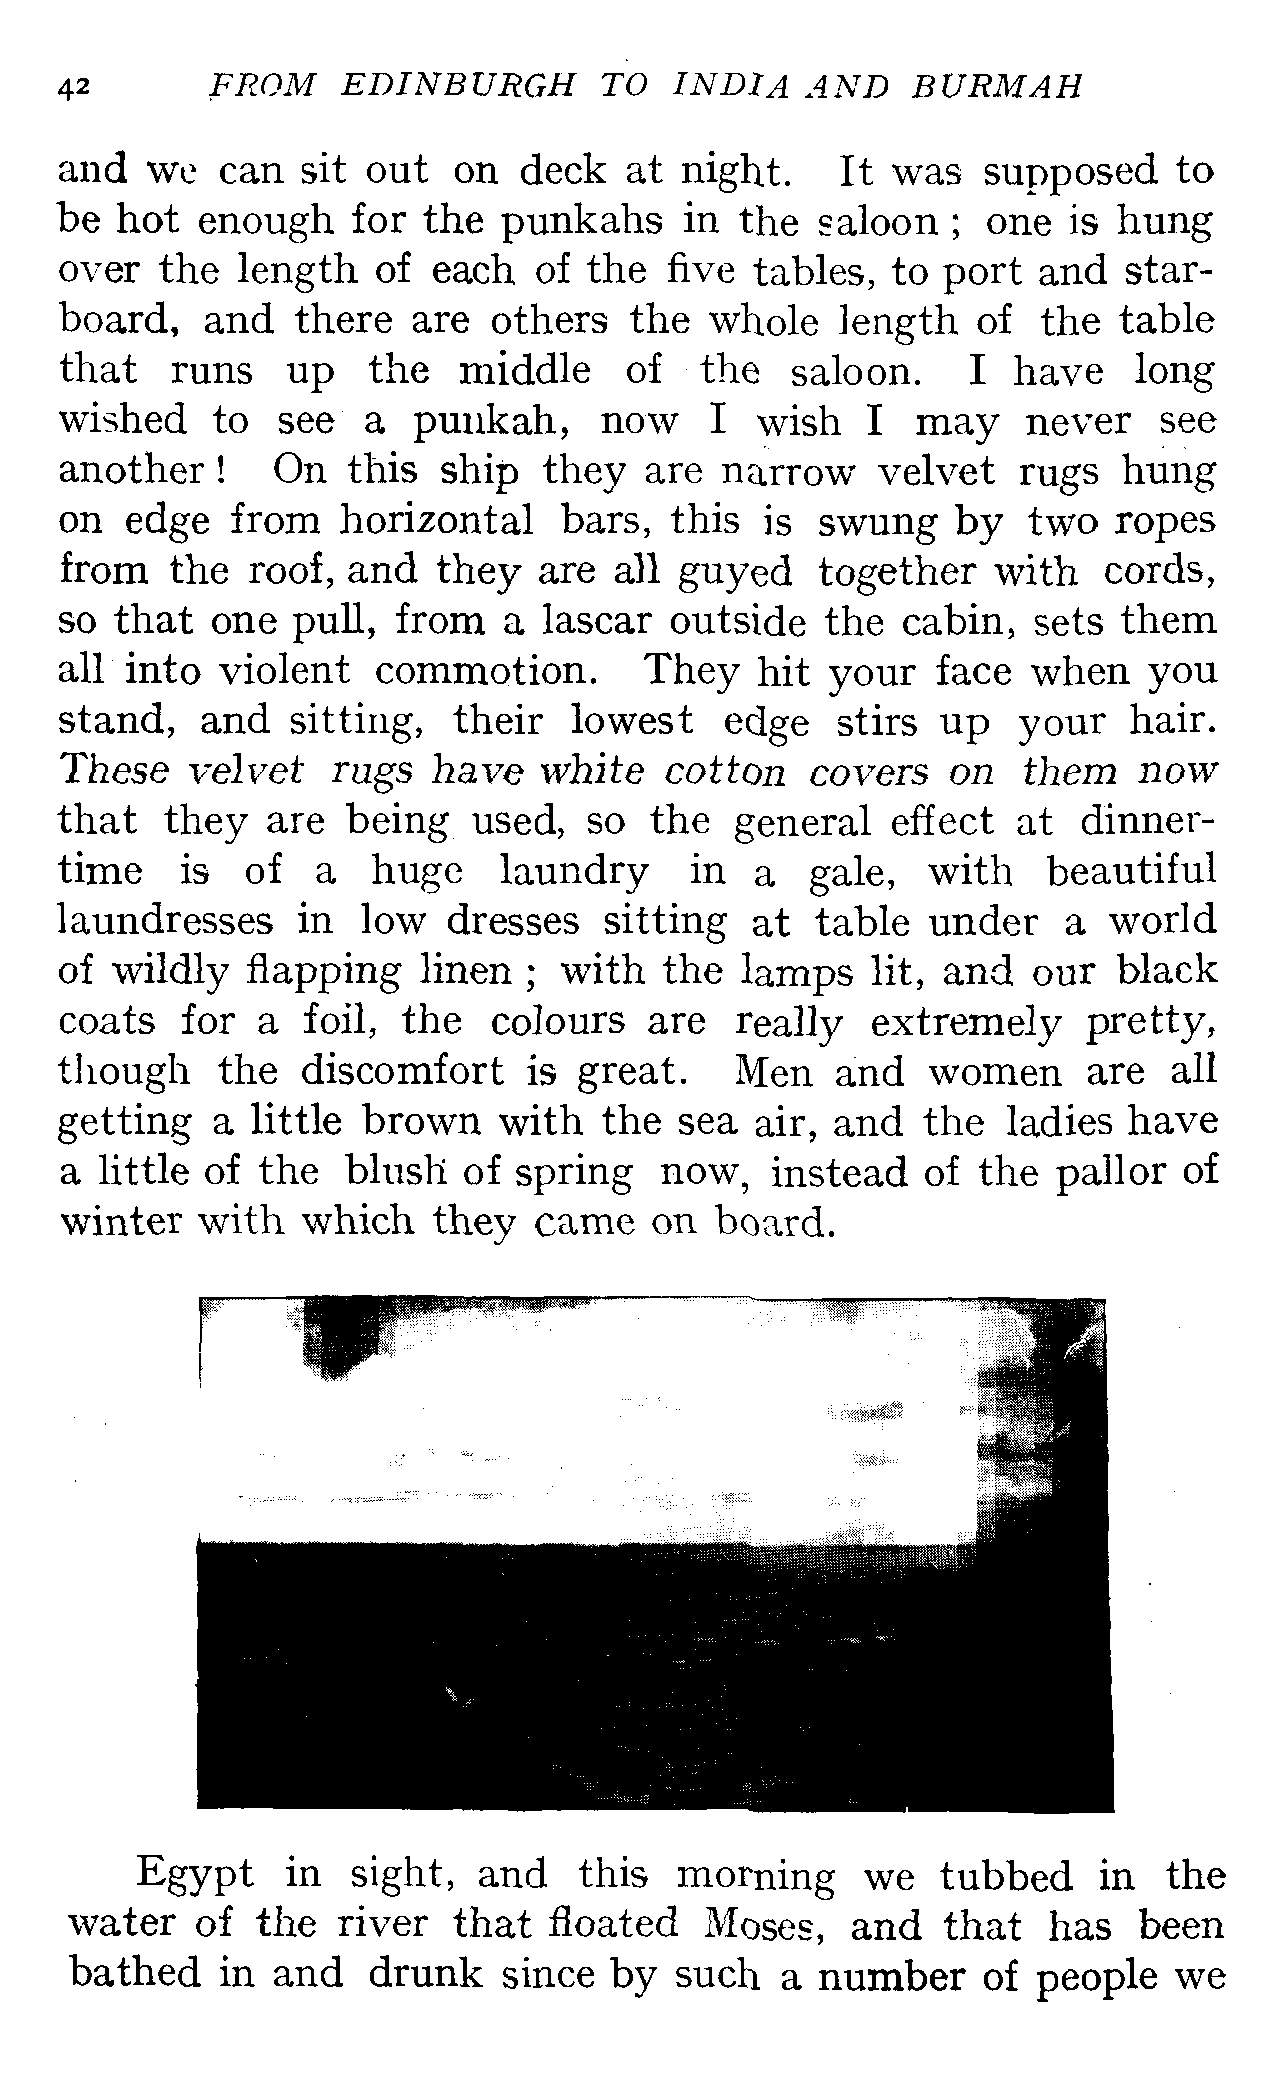 42 FROM EDINBURGH TO INDIA AND BURMAH
and we can sit out on deck at night. It was supposed to
be hot enough for the punkahs in the saloon ; one is hung
over the length of each of the five tables, to port and star-
board, and there are others the whole length of the table
that runs up the middle of the saloon. I have long
wished to see a punkah, now I wish I may never see
another ! On this ship they are narrow velvet rugs hung
on edge from horizontal bars, this is swung by two ropes
from the roof, and they are all guyed together with cords,
so that one pull, from a lascar outside the cabin, sets them
all into violent commotion. They hit your face when you
stand, and sitting, their lowest edge stirs up your hair.
These velvet rugs have white cotton covers on them now
that they are being used, so the general effect at dinner-
time is of a huge laundry in a gale, with beautiful
laundresses in low dresses sitting at table under a world
of wildly flapping linen ; with the lamps lit, and our black
coats for a foil, the colours are really extremely pretty,
though the discomfort is great. Men and women are all
getting a little brown with the sea air, and the ladies have
a little of the blush of spring now, instead of the pallor of
winter with which they came on board.
Egypt in sight, and this morning we tubbed in the
water of the river that floated Moses, and that has been
bathed in and drunk since by such a number of people we